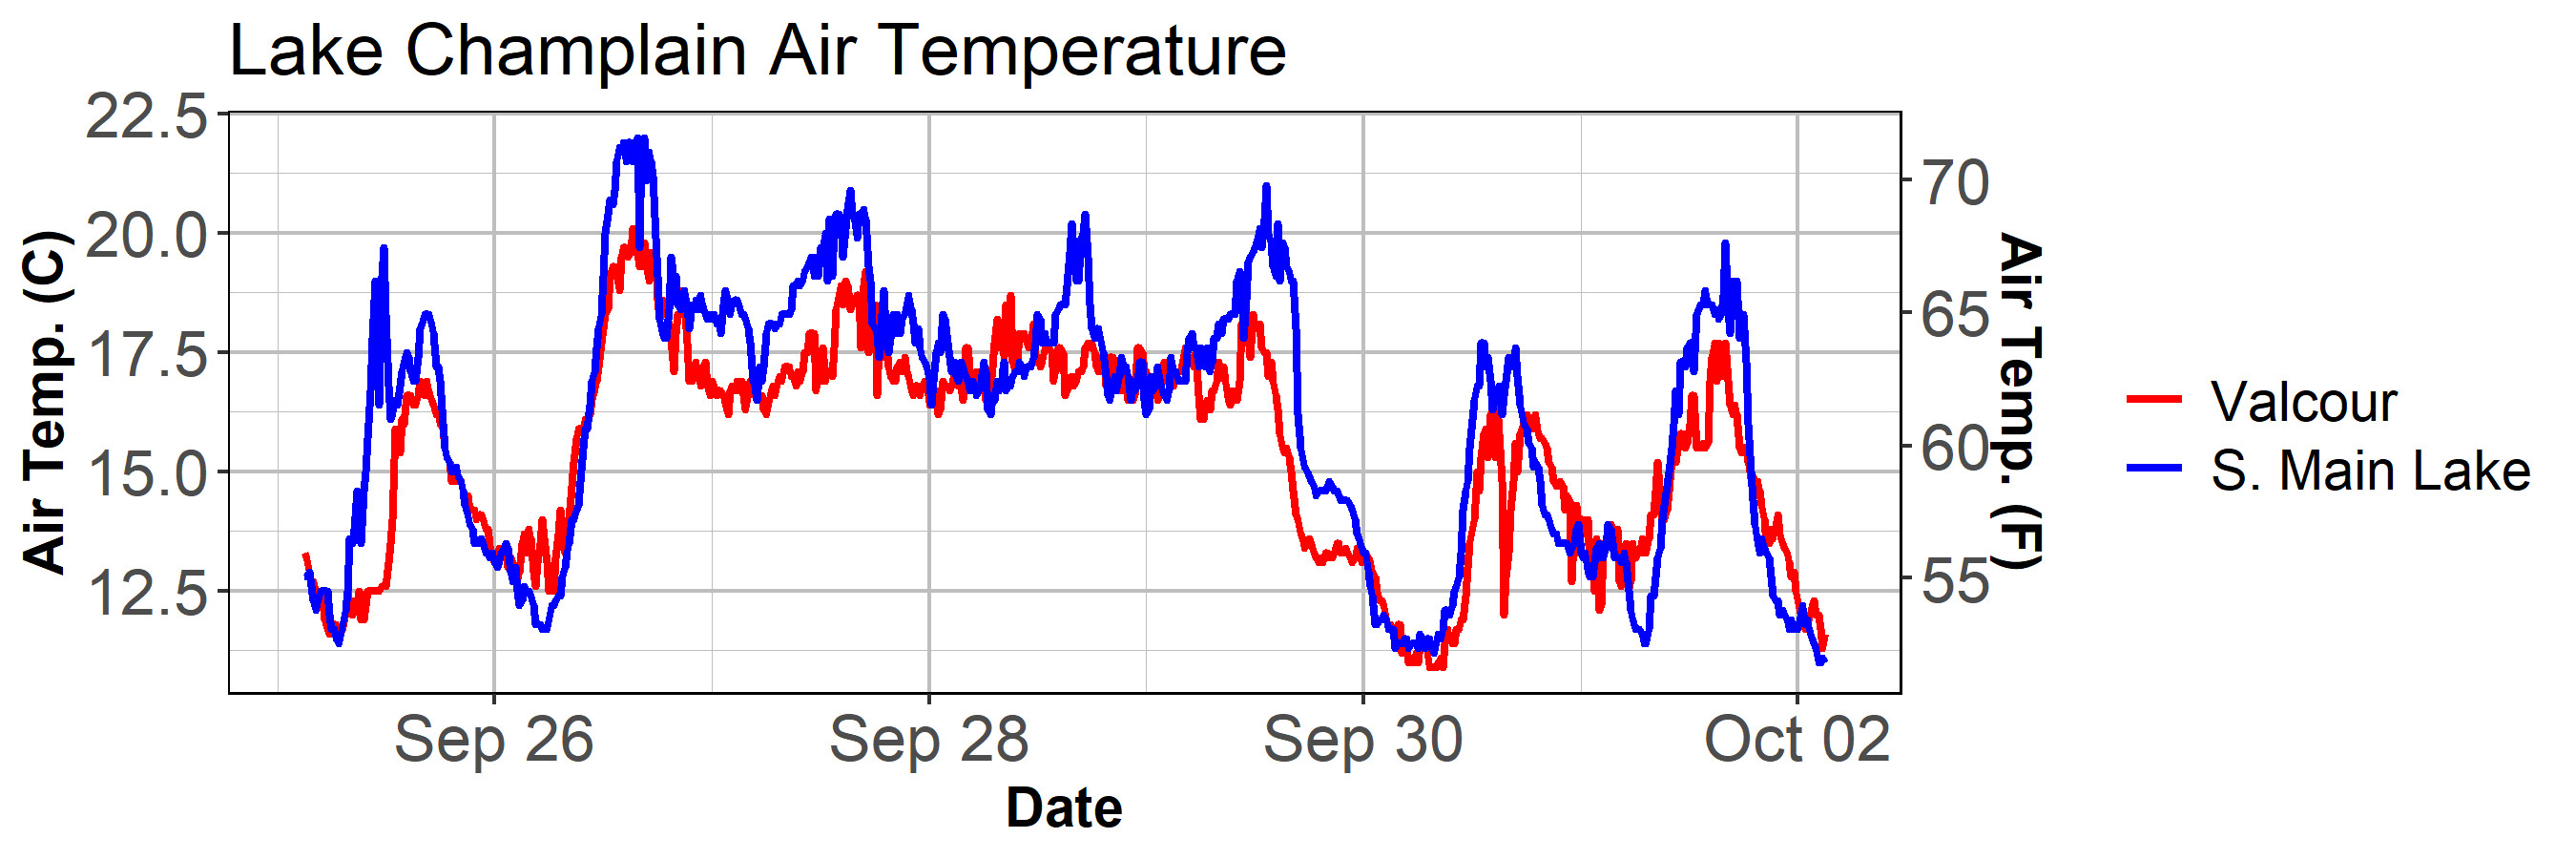 Lake Champlain Air Temperature
Air Temp. (C)
22.5
20.0
17.5
15.0
12.5
70
65
60
55
Air Temp. (F)
Sep 26
Sep 28
Sep 30
Oct 02
Date
Valcour
S. Main Lake